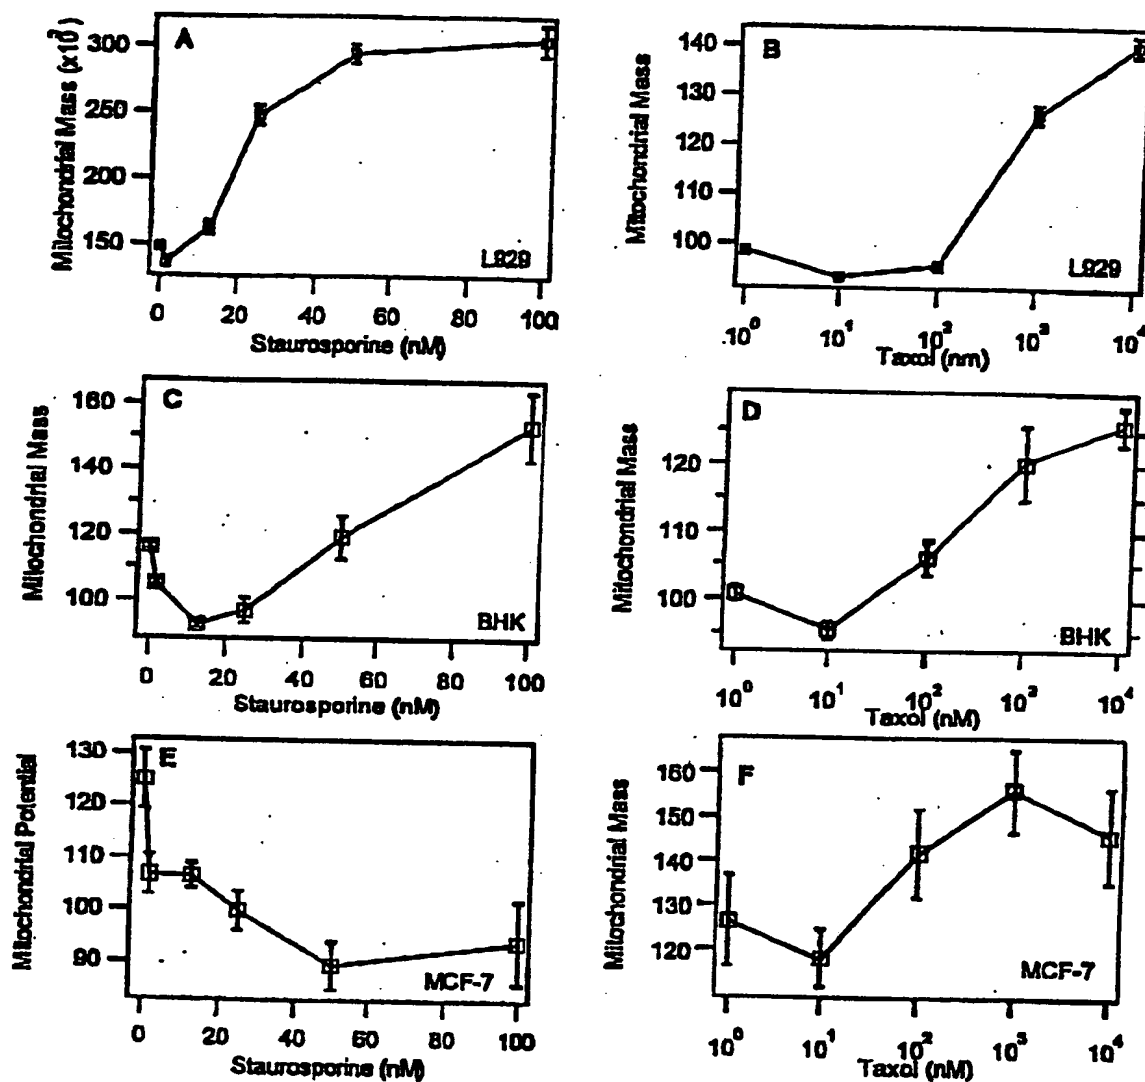 A
Mitochondrial Mass (x10³)
300
250
200
150
L929
0 20 40 60 80 100
Staurosporine (nM)
B
Mitochondrial Mass
140
130
120
110
100
L929
10⁰ 10¹ 10² 10³ 10⁴
Taxol (nm)
C
Mitochondrial Mass
160
140
120
100
BHK
0 20 40 60 80 100
Staurosporine (nM)
D
Mitochondrial Mass
120
110
100
BHK
10⁰ 10¹ 10² 10³ 10⁴
Taxol (nM)
E
Mitochondrial Potential
130
120
110
100
90
MCF-7
0 20 40 60 80 100
Staurosporine (nM)
F
Mitochondrial Mass
160
150
140
130
120
MCF-7
10⁰ 10¹ 10² 10³ 10⁴
Taxol (nM)